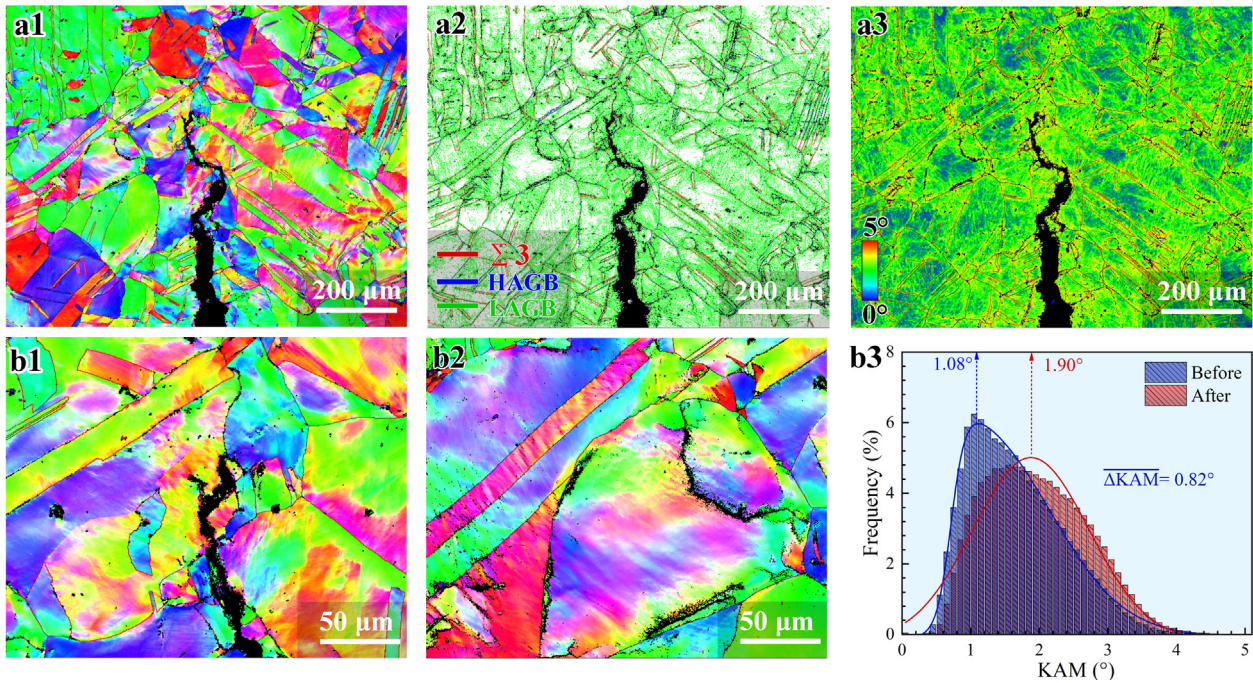 a1
200 μm
a2
Σ 3
HAGB
LAGB
200 μm
a3
5°
0°
200 μm
b1
50 μm
b2
50 μm
b3
8
6
4
2
0
Frequency (%)
1.08°
1.90°
Before
After
ΔKAM= 0.82°
0 1 2 3 4 5
KAM (°)